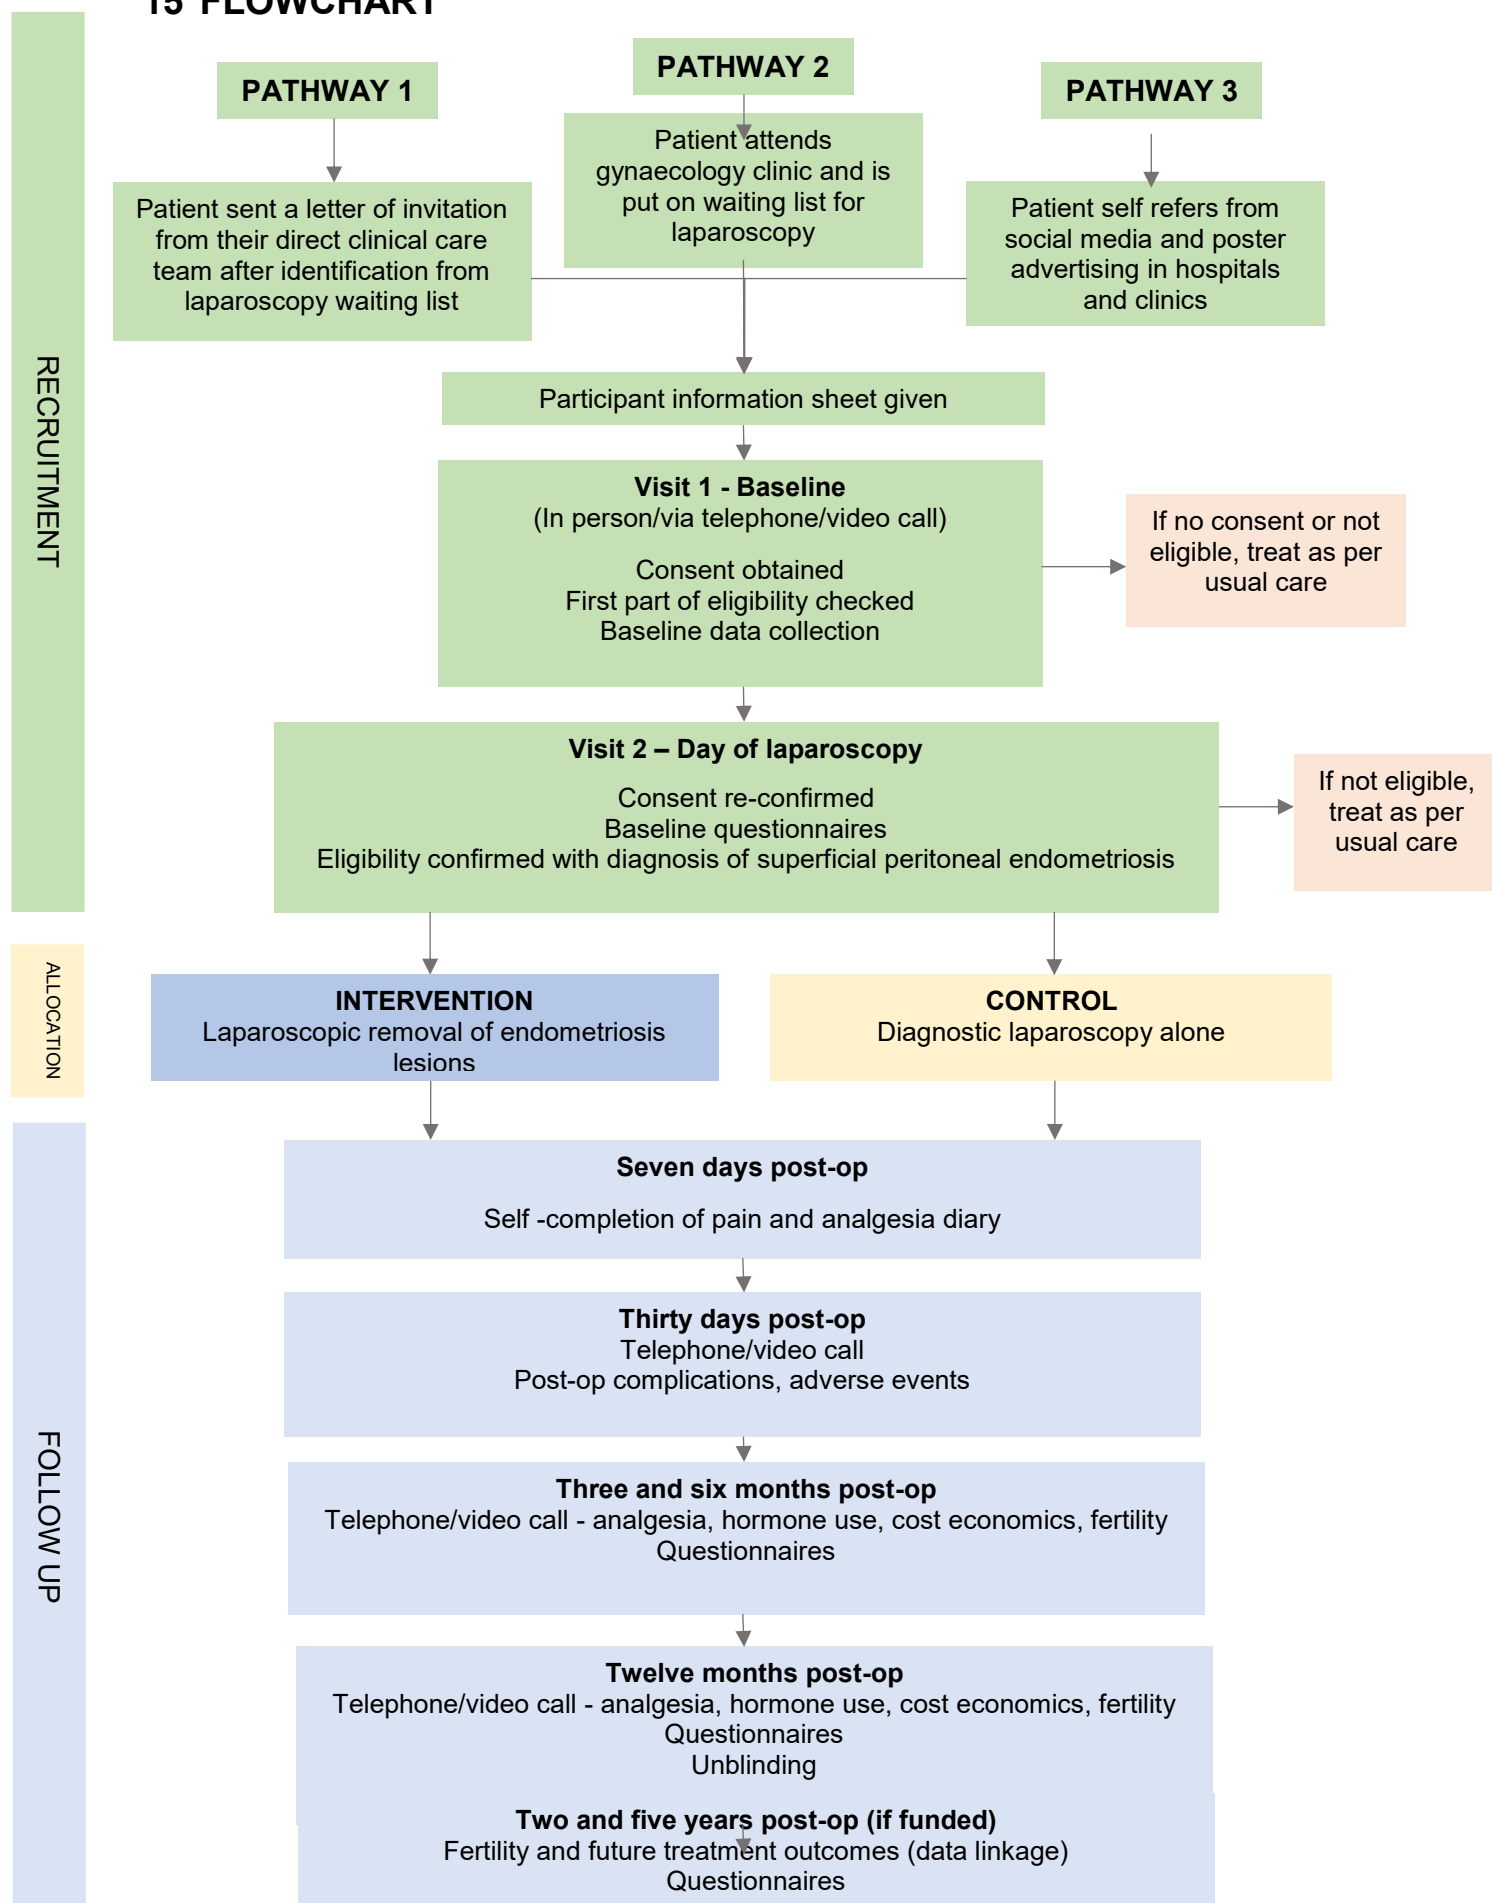 15 FLOWCHART
PATHWAY 1
PATHWAY 2
PATHWAY 3
Patient sent a letter of invitation
from their direct clinical care
team after identification from
laparoscopy waiting list
Patient attends
gynaecology clinic and is
put on waiting list for
laparoscopy
Patient self refers from
social media and poster
advertising in hospitals
and clinics
RECRUITMENT
Participant information sheet given
Visit 1 - Baseline
(In person/via telephone/video call)
Consent obtained
First part of eligibility checked
Baseline data collection
If no consent or not
eligible, treat as per
usual care
Visit 2 – Day of laparoscopy
Consent re-confirmed
Baseline questionnaires
Eligibility confirmed with diagnosis of superficial peritoneal endometriosis
If not eligible,
treat as per
usual care
ALLOCATION
INTERVENTION
Laparoscopic removal of endometriosis
lesions
CONTROL
Diagnostic laparoscopy alone
FOLLOW UP
Seven days post-op
Self -completion of pain and analgesia diary
Thirty days post-op
Telephone/video call
Post-op complications, adverse events
Three and six months post-op
Telephone/video call - analgesia, hormone use, cost economics, fertility
Questionnaires
Twelve months post-op
Telephone/video call - analgesia, hormone use, cost economics, fertility
Questionnaires
Unblinding
Two and five years post-op (if funded)
Fertility and future treatment outcomes (data linkage)
Questionnaires